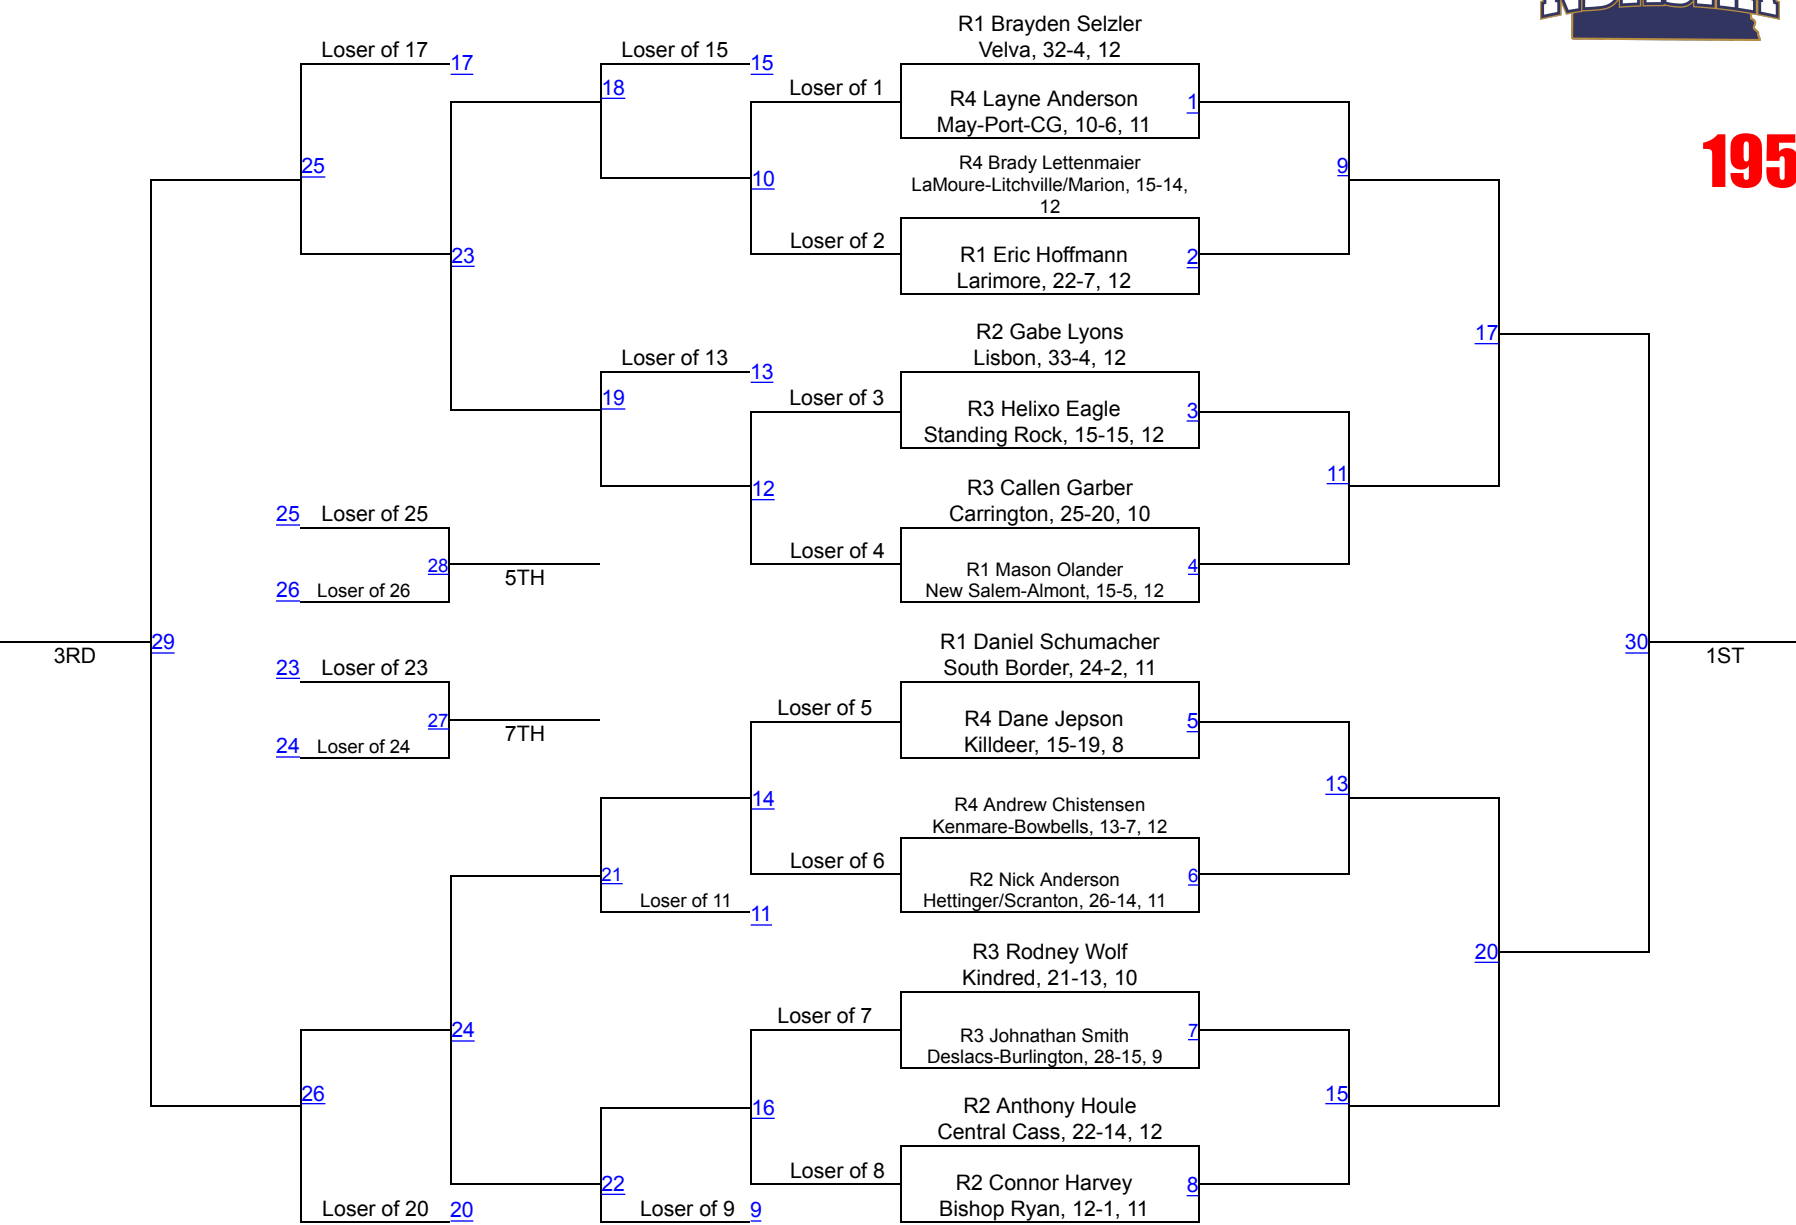 R1 Brayden Selzler
Velva, 32-4, 12
Loser of 17
17
Loser of 15
15
18
Loser of 1
R4 Layne Anderson
May-Port-CG, 10-6, 11
1
195
25
10
R4 Brady Lettenmaier
LaMoure-Litchville/Marion, 15-14,
12
9
23
Loser of 2
R1 Eric Hoffmann
Larimore, 22-7, 12
2
R2 Gabe Lyons
Lisbon, 33-4, 12
17
Loser of 13
13
19
Loser of 3
R3 Helixo Eagle
Standing Rock, 15-15, 12
3
12
R3 Callen Garber
Carrington, 25-20, 10
11
25
Loser of 25
28
5TH
Loser of 4
R1 Mason Olander
New Salem-Almont, 15-5, 12
4
26
Loser of 26
3RD
29
R1 Daniel Schumacher
South Border, 24-2, 11
30
1ST
23
Loser of 23
27
7TH
Loser of 5
R4 Dane Jepson
Killdeer, 15-19, 8
5
24
Loser of 24
14
R4 Andrew Chistensen
Kenmare-Bowbells, 13-7, 12
13
21
Loser of 6
R2 Nick Anderson
Hettinger/Scranton, 26-14, 11
6
Loser of 11
11
R3 Rodney Wolf
Kindred, 21-13, 10
20
24
Loser of 7
R3 Johnathan Smith
Deslacs-Burlington, 28-15, 9
7
26
16
R2 Anthony Houle
Central Cass, 22-14, 12
15
22
Loser of 8
R2 Connor Harvey
Bishop Ryan, 12-1, 11
8
Loser of 20
20
Loser of 9
9